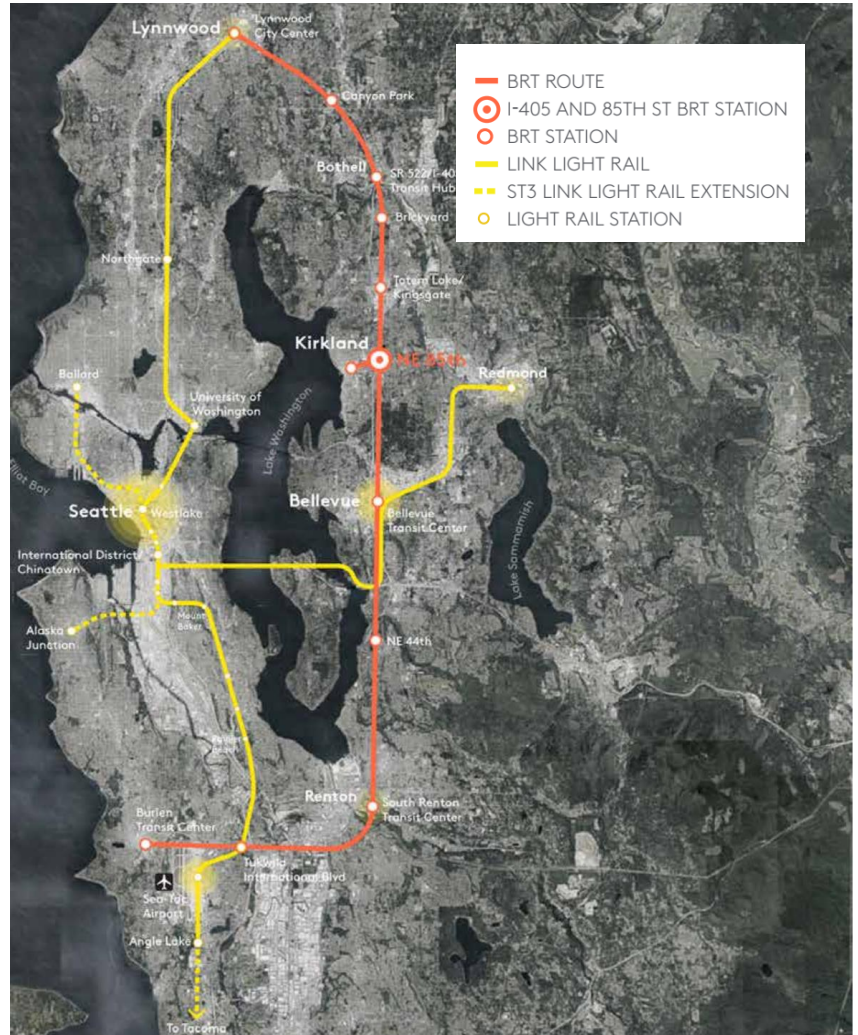 Lynnwood
Lynnwood
City Center
BRT ROUTE
I-405 AND 85TH ST BRT STATION
BRT STATION
LINK LIGHT RAIL
ST3 LINK LIGHT RAIL EXTENSION
LIGHT RAIL STATION
Canyon Park
Bothell
SR 522/I-40
Transit Hub
Brickyard
Northgate
Totem Lake/
Kingsgate
Kirkland
NE 85th
Ballard
Redmond
University of
Washington
Lake Washington
Elliot Bay
Seattle
Westlake
Bellevue
Bellevue
Transit Center
International District/
Chinatown
Lake Sammamish
Mount
Baker
Alaska
Junction
NE 44th
Renton
South Renton
Transit Center
Burien
Transit Center
Tukwila
International Blvd
Sea-Tac
Airport
Angle Lake
To Tacoma